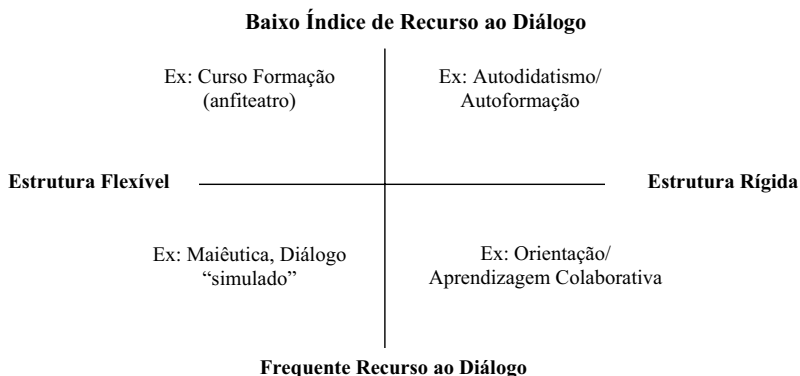 Baixo Índice de Recurso ao Diálogo
Ex: Curso Formação
(anfiteatro)
Ex: Autodidatismo/
Autoformação
Estrutura Flexível
Estrutura Rígida
Ex: Maiêutica, Diálogo
“simulado”
Ex: Orientação/
Aprendizagem Colaborativa
Frequente Recurso ao Diálogo